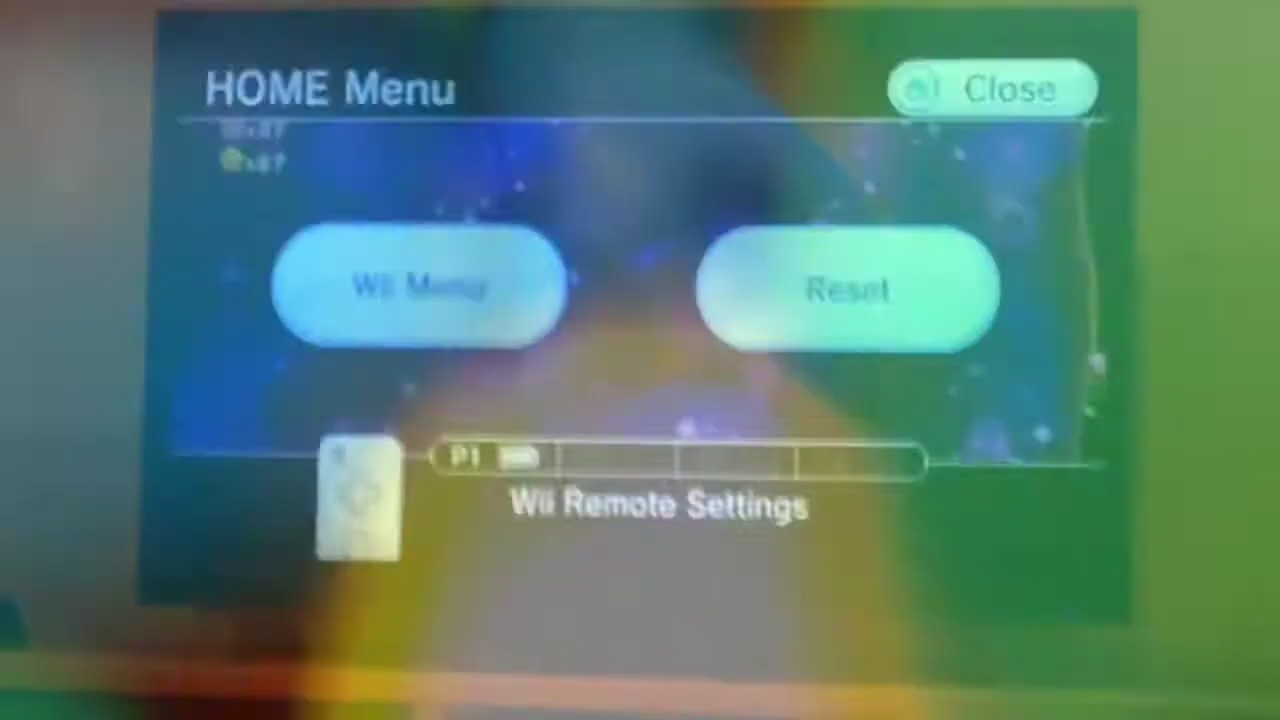 HOME Menu
Close
Wii Menu
Reset
P1
Wii Remote Settings